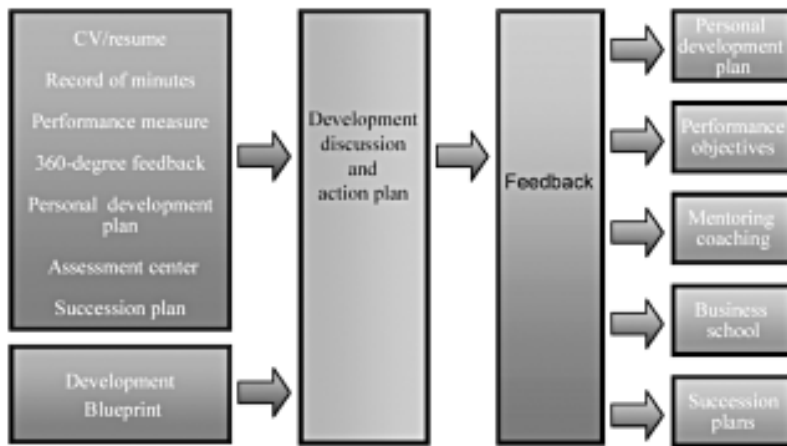 CV/resume
Record of minutes
Performance measure
360-degree feedback
Personal development
plan
Assessment center
Succession plan
Development
Blueprint
Development
discussion
and
action plan
Feedback
Personal
development
plan
Performance
objectives
Mentoring
coaching
Business
school
Succession
plans